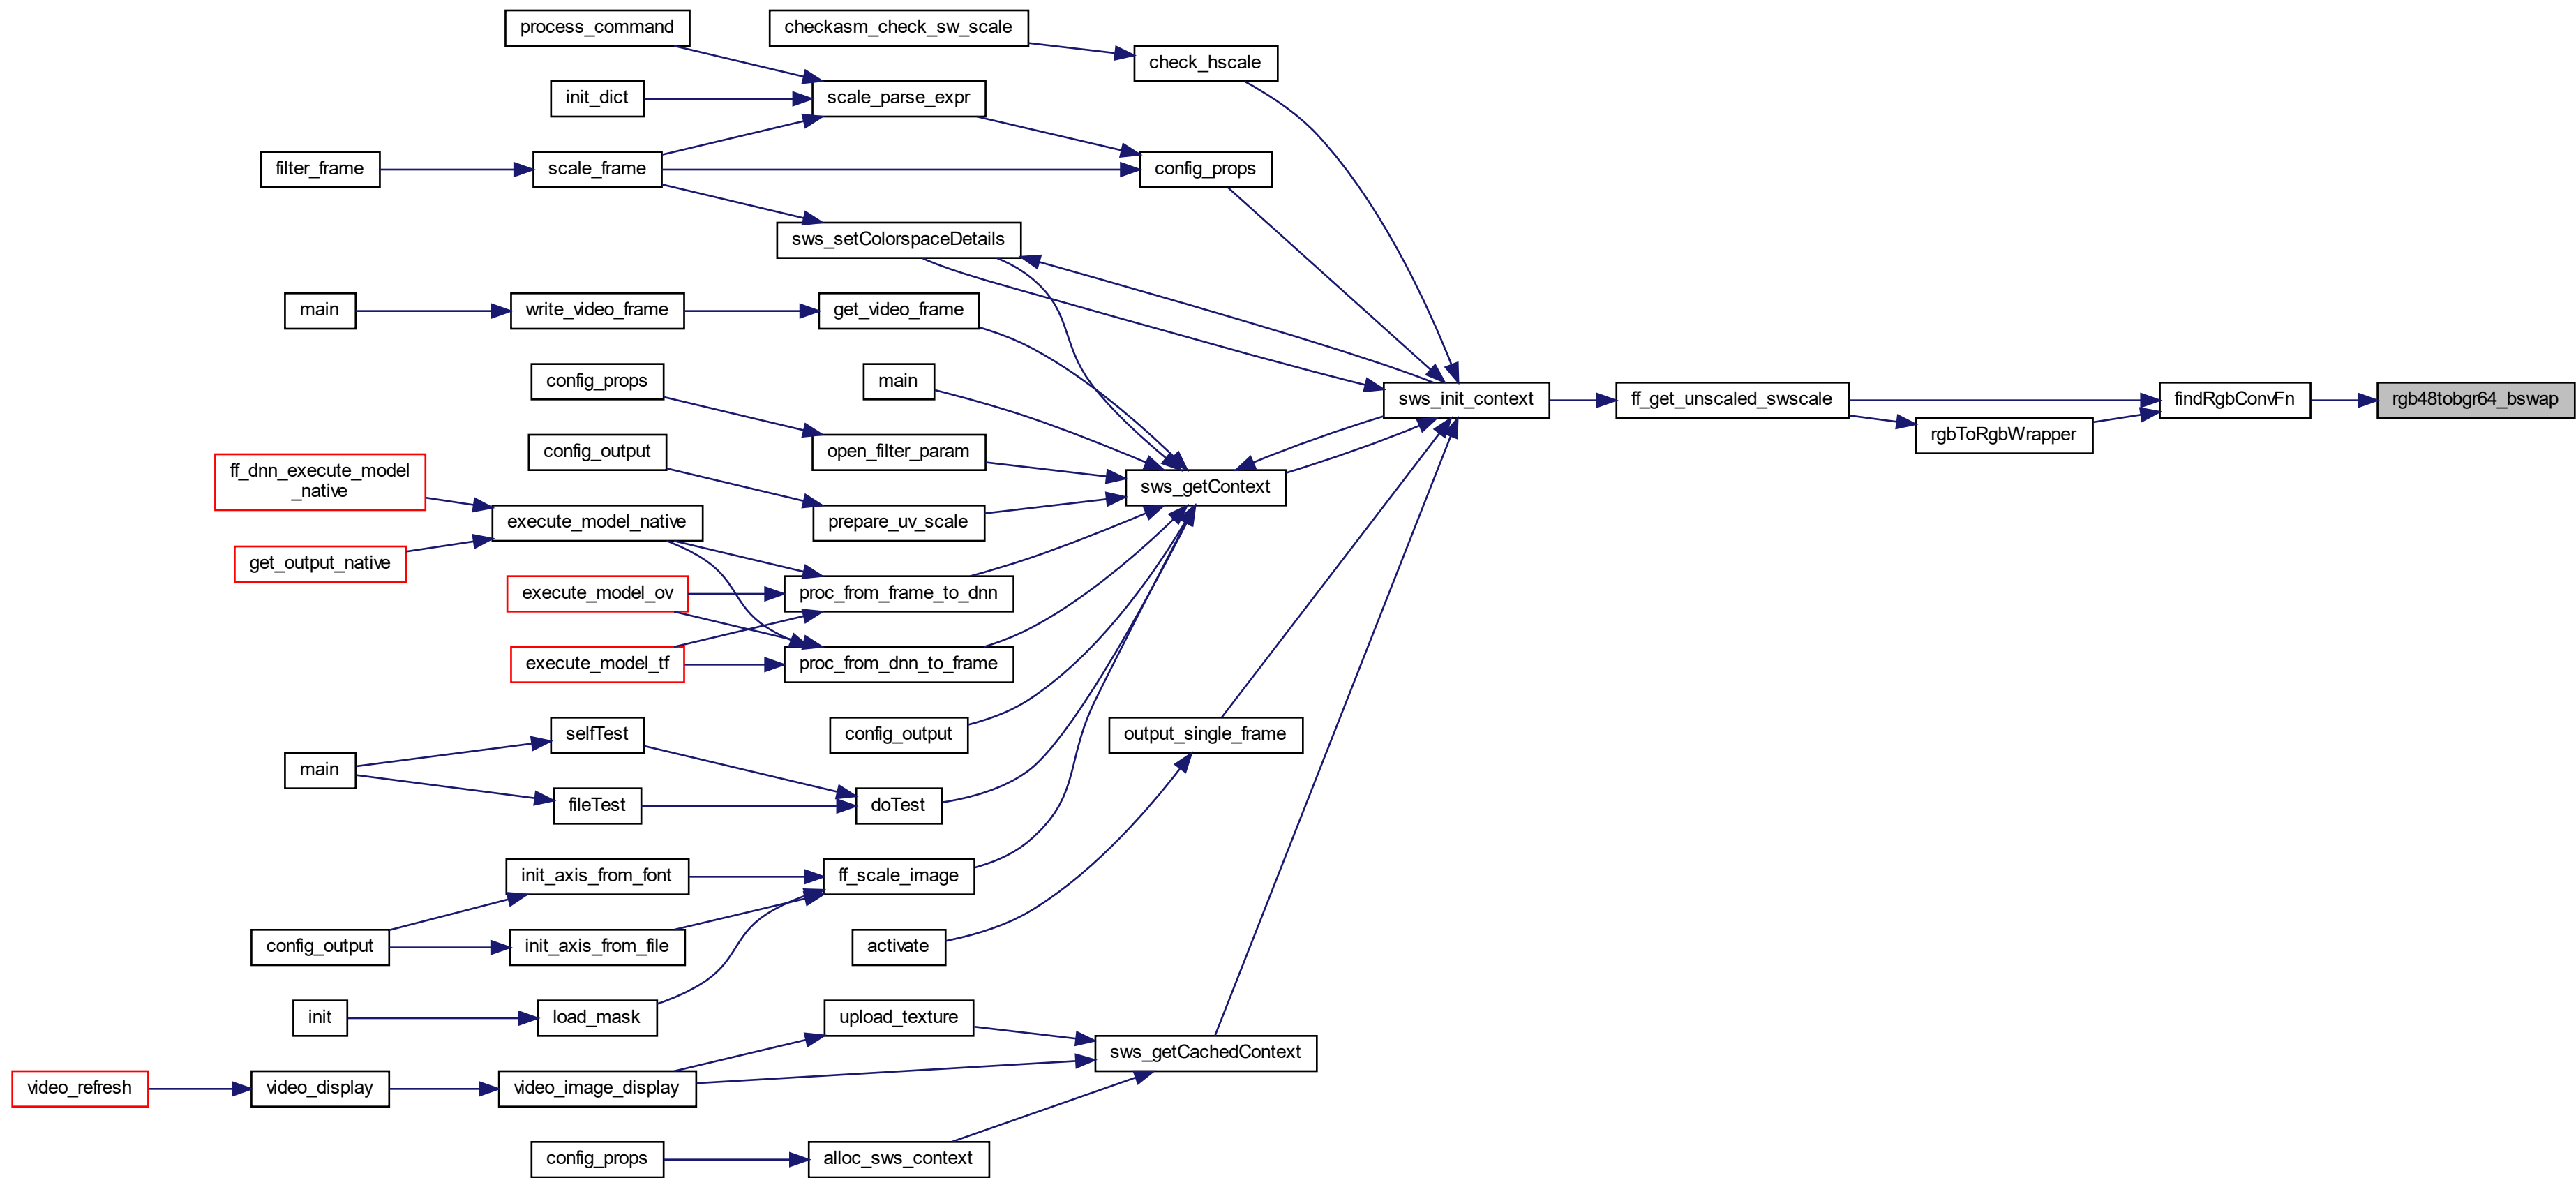 process_command
checkasm_check_sw_scale
check_hscale
init_dict
scale_parse_expr
filter_frame
scale_frame
config_props
sws_setColorspaceDetails
main
write_video_frame
get_video_frame
config_props
main
sws_init_context
ff_get_unscaled_swscale
findRgbConvFn
rgb48tobgr64_bswap
rgbToRgbWrapper
config_output
open_filter_param
ff_dnn_execute_model
_native
sws_getContext
execute_model_native
prepare_uv_scale
get_output_native
execute_model_ov
proc_from_frame_to_dnn
execute_model_tf
proc_from_dnn_to_frame
selfTest
config_output
output_single_frame
main
fileTest
doTest
init_axis_from_font
ff_scale_image
config_output
init_axis_from_file
activate
init
load_mask
upload_texture
sws_getCachedContext
video_refresh
video_display
video_image_display
config_props
alloc_sws_context